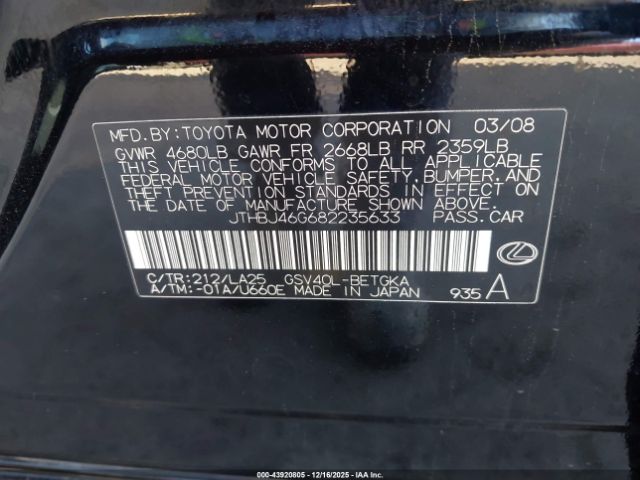 MFD.BY:TOYOTA MOTOR CORPORATION 03/08
GVWR 4680LB GAWR FR 2668LB RR 2359LB
THIS VEHICLE CONFORMS TO ALL APPLICABLE
FEDERAL MOTOR VEHICLE SAFETY,BUMPER,AND
THEFT PREVENTION STANDARDS IN EFFECT ON
THE DATE OF MANUFACTURE SHOWN ABOVE.
JTHBJ46G682235633 PASS.CAR
C/TR:212/LA25 GSV40L-BETGKA
A/TM:-01A/U660E MADE IN JAPAN 935 A
000-43920805 - 12/16/2025 - IAAI.COM